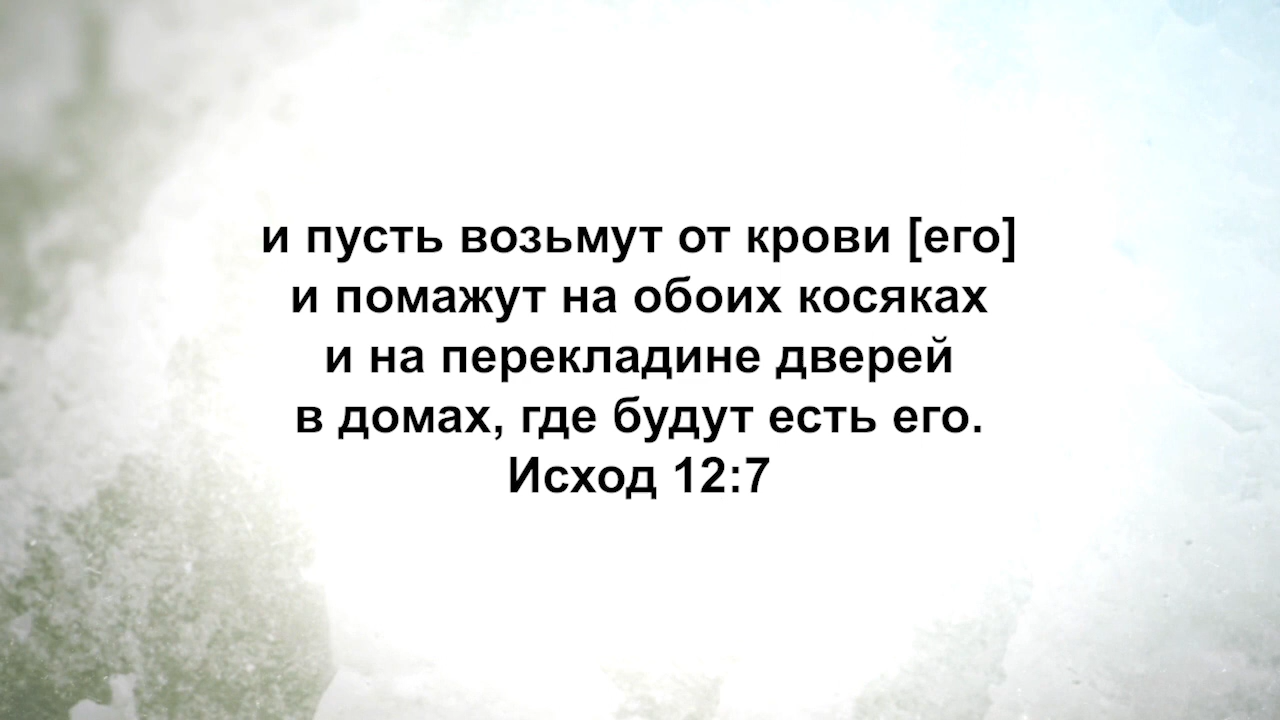 и пусть возьмут от крови [его]
и помажут на обоих косяках
и на перекладине дверей
в домах, где будут есть его.
Исход 12:7